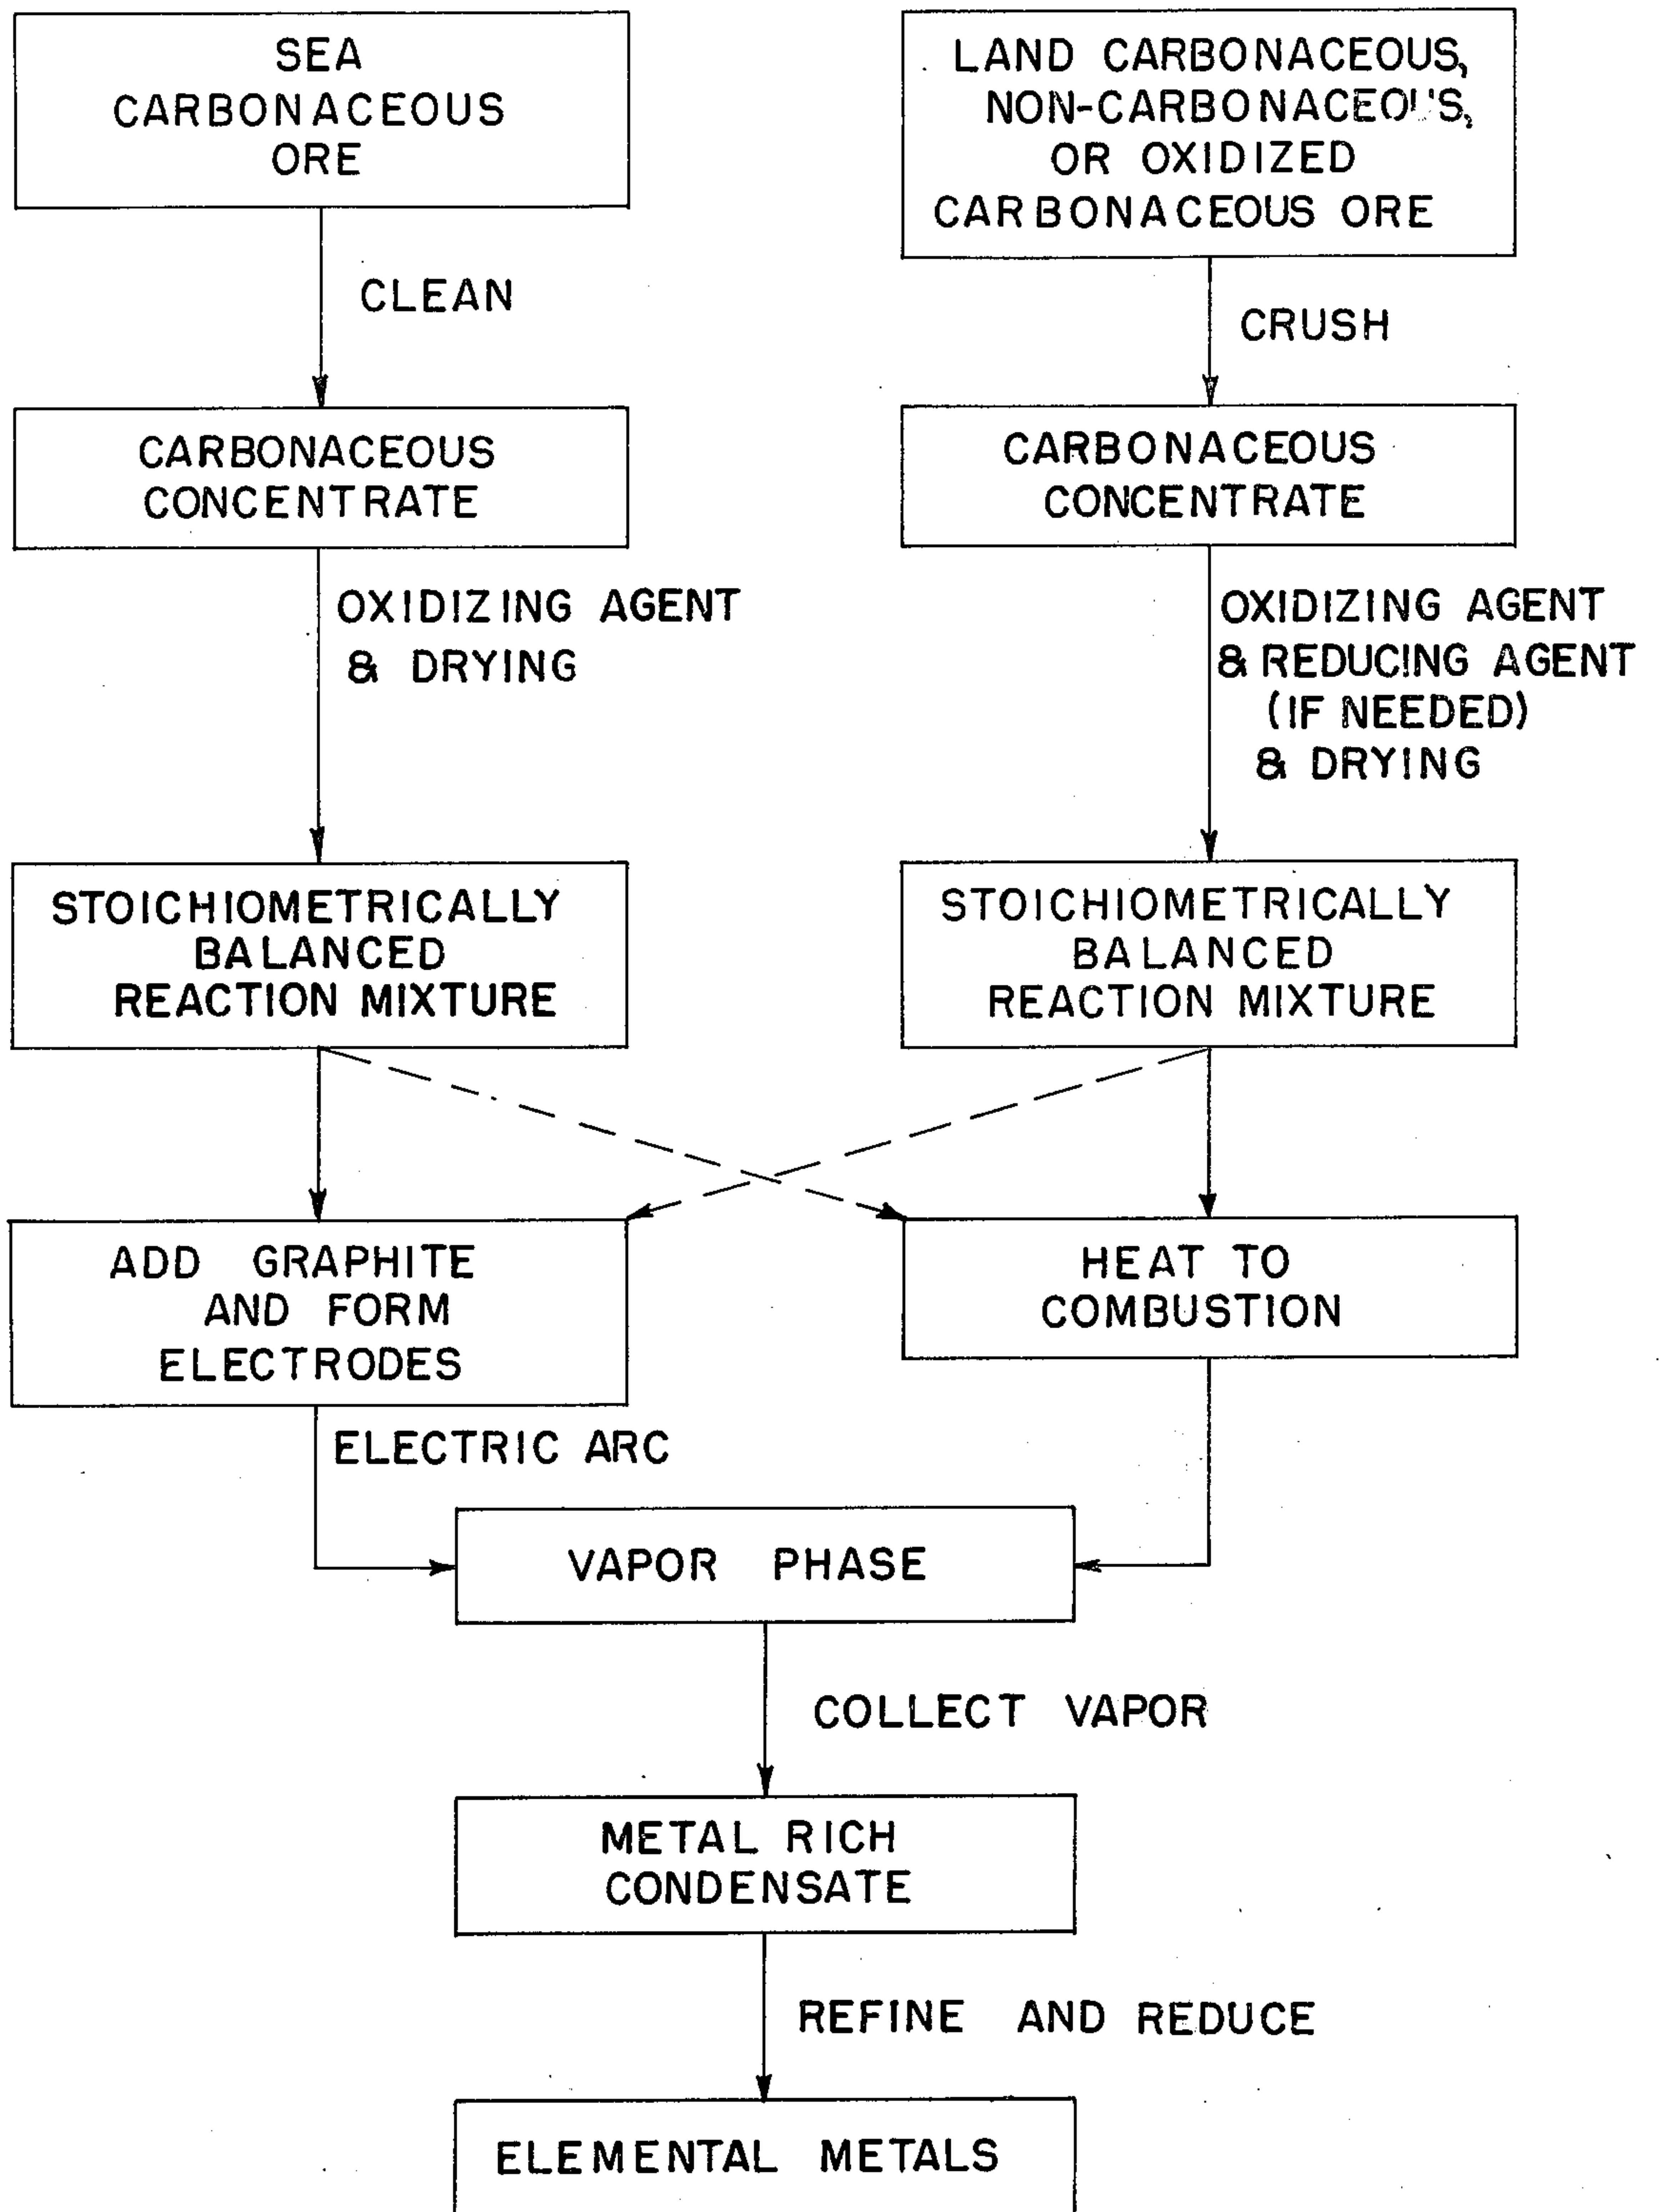 SEA
CARBONACEOUS
ORE
LAND CARBONACEOUS,
NON-CARBONACEOUS,
OR OXIDIZED
CARBONACEOUS ORE
CLEAN
CRUSH
CARBONACEOUS
CONCENTRATE
CARBONACEOUS
CONCENTRATE
OXIDIZING AGENT
& DRYING
OXIDIZING AGENT
& REDUCING AGENT
(IF NEEDED)
& DRYING
STOICHIOMETRICALLY
BALANCED
REACTION MIXTURE
STOICHIOMETRICALLY
BALANCED
REACTION MIXTURE
ADD GRAPHITE
AND FORM
ELECTRODES
HEAT TO
COMBUSTION
ELECTRIC ARC
VAPOR PHASE
COLLECT VAPOR
METAL RICH
CONDENSATE
REFINE AND REDUCE
ELEMENTAL METALS